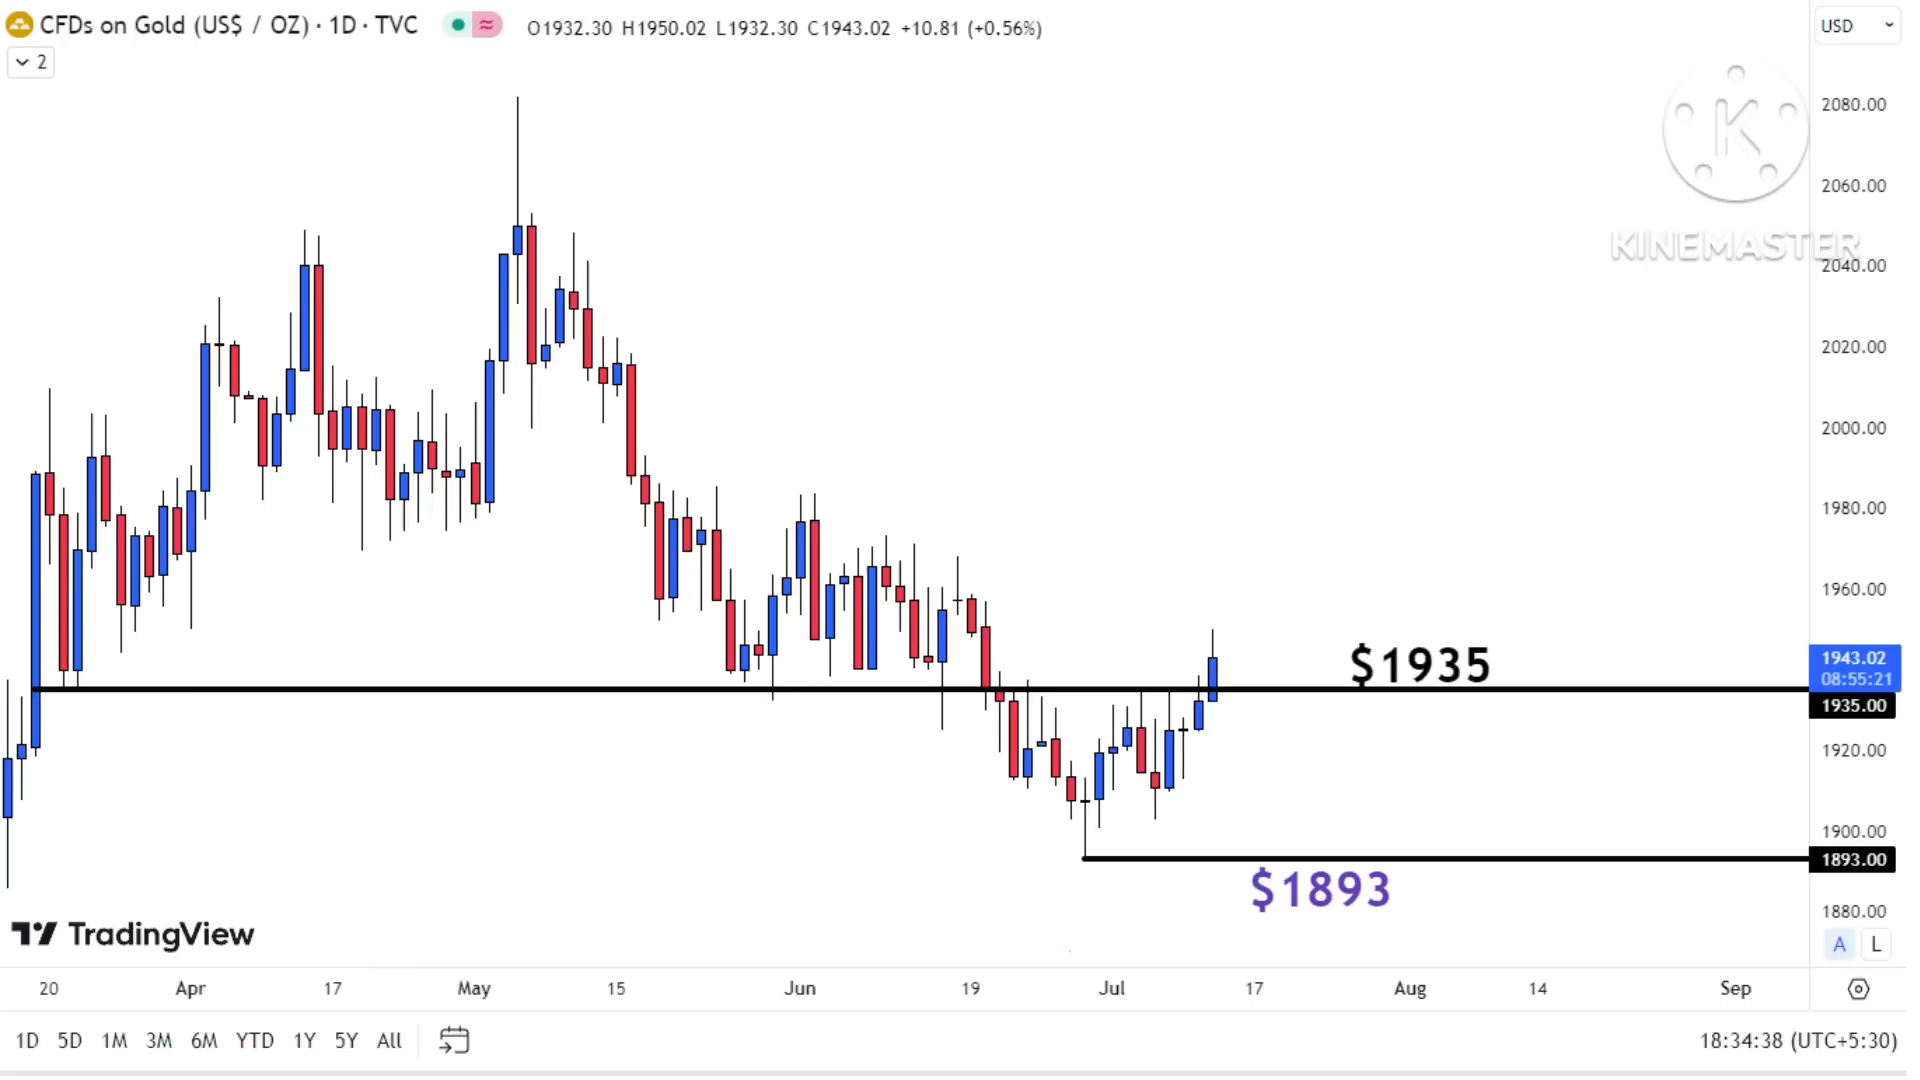 CFDs on Gold (US$ / OZ) · 1D · TVC
O1932.30 H1950.02 L1932.30 C1943.02 +10.81 (+0.56%)
USD
2
KINEMASTER
2080.00
2060.00
2040.00
2020.00
2000.00
1980.00
1960.00
$1935
1943.02
08:55:21
1935.00
1920.00
1900.00
1893.00
$1893
1880.00
TradingView
A L
20 Apr 17 May 15 Jun 19 Jul 17 Aug 14 Sep
1D 5D 1M 3M 6M YTD 1Y 5Y All
18:34:38 (UTC+5:30)